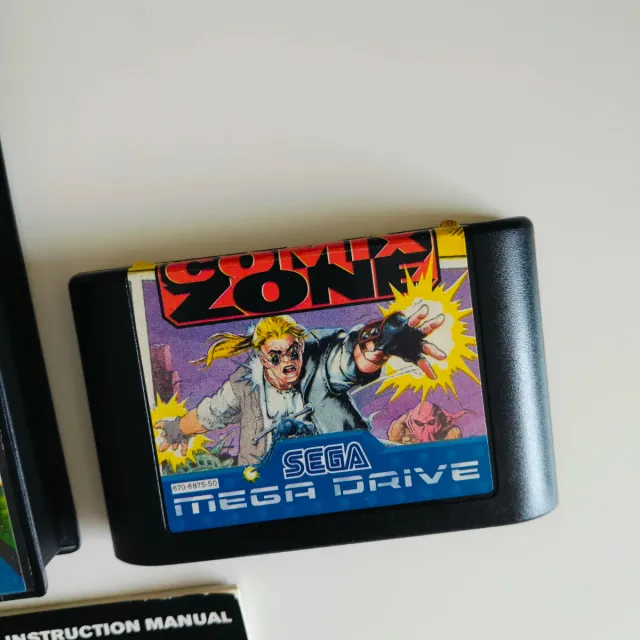 COMIX
ZONE
SEGA
670-6875-50
MEGA DRIVE
INSTRUCTION MANUAL